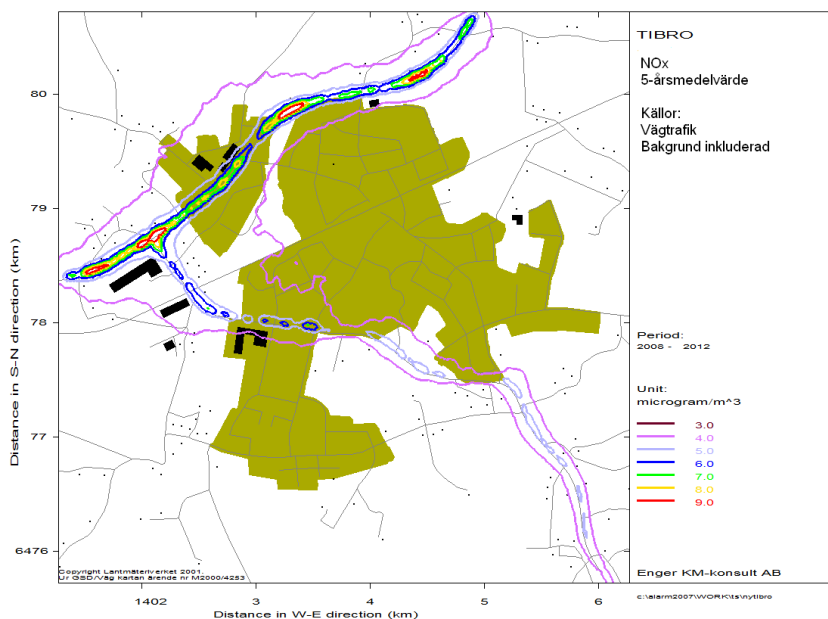 TIBRO
NOx
5-årsmedelvärde
Källor:
Vägtrafik
Bakgrund inkluderad
80
79
78
77
6476
Distance in S-N direction (km)
Period:
2008 - 2012
Unit:
microgram/m^3
3.0
4.0
5.0
6.0
7.0
8.0
9.0
Copyright Lantmäteriverket 2001.
Ur GSD/Väg kartan ärende nr M2000/4253
Enger KM-konsult AB
1402 3 4 5 6
Distance in W-E direction (km)
c:\alarm2007\WORK\ts\nytibro